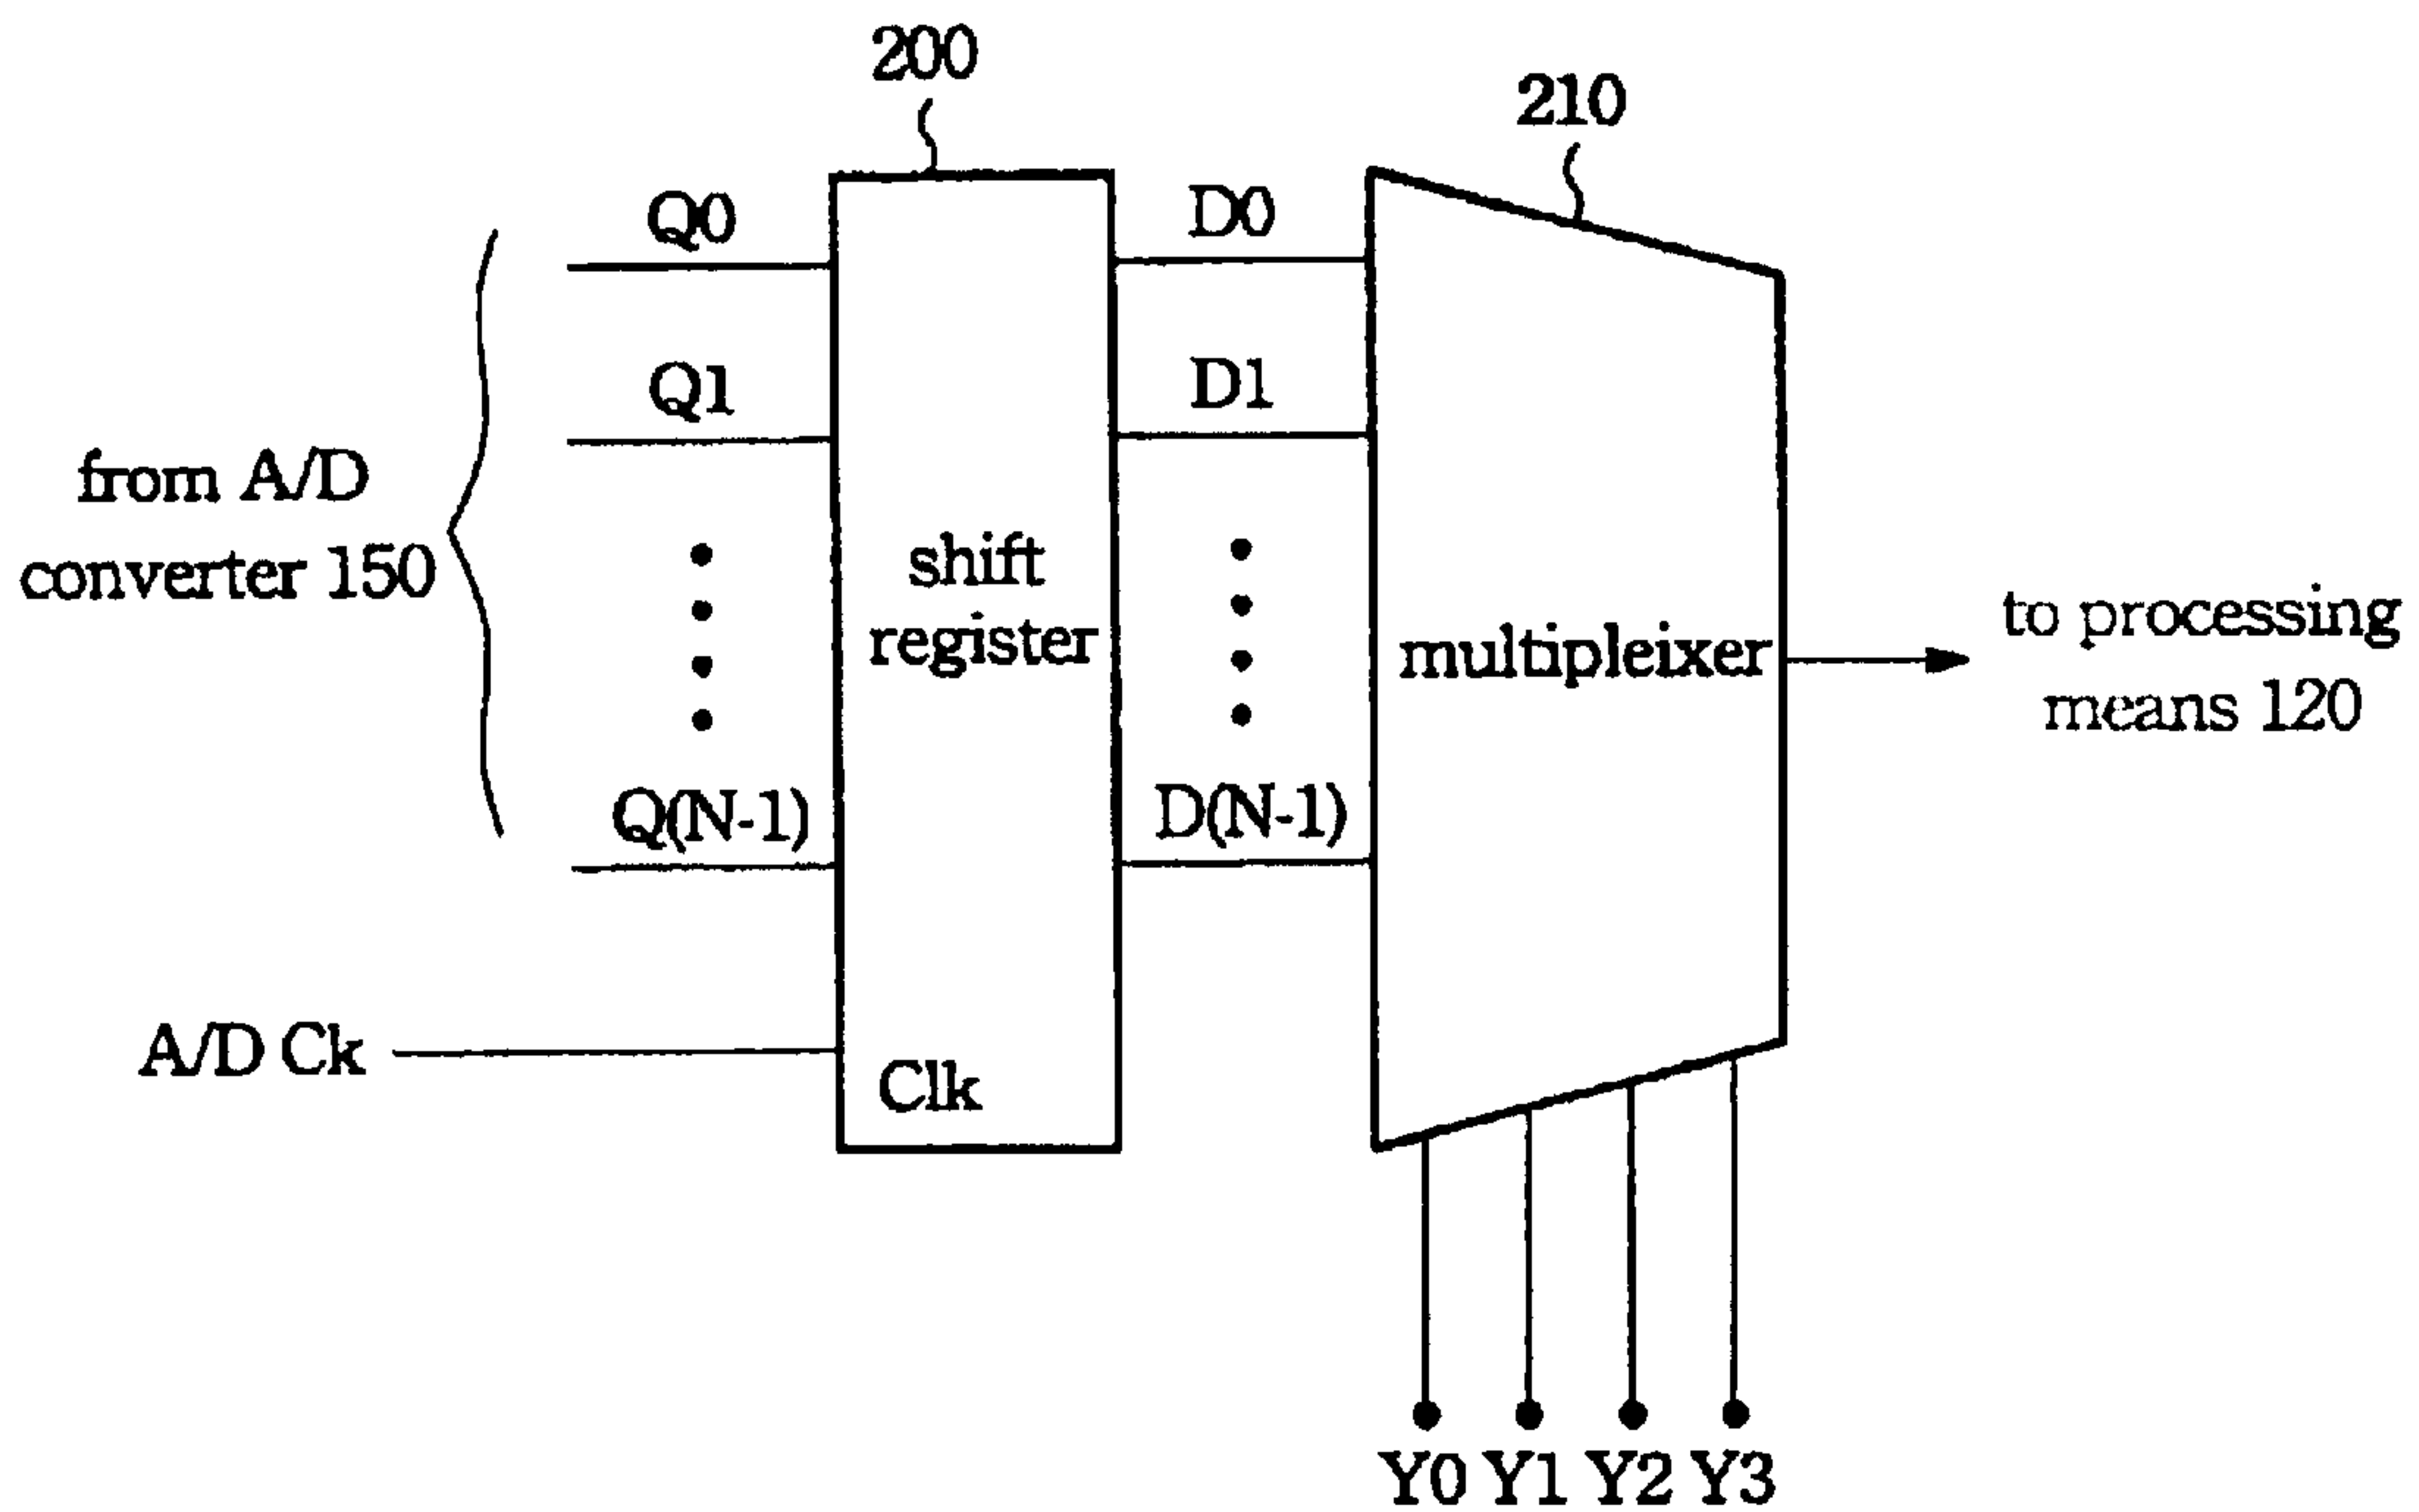 200
210
Q0
D0
Q1
D1
from A/D
converter 150
shift
register
multipleixer
to processing
means 120
Q(N-1)
D(N-1)
A/D Ck
Clk
Y0 Y1 Y2 Y3